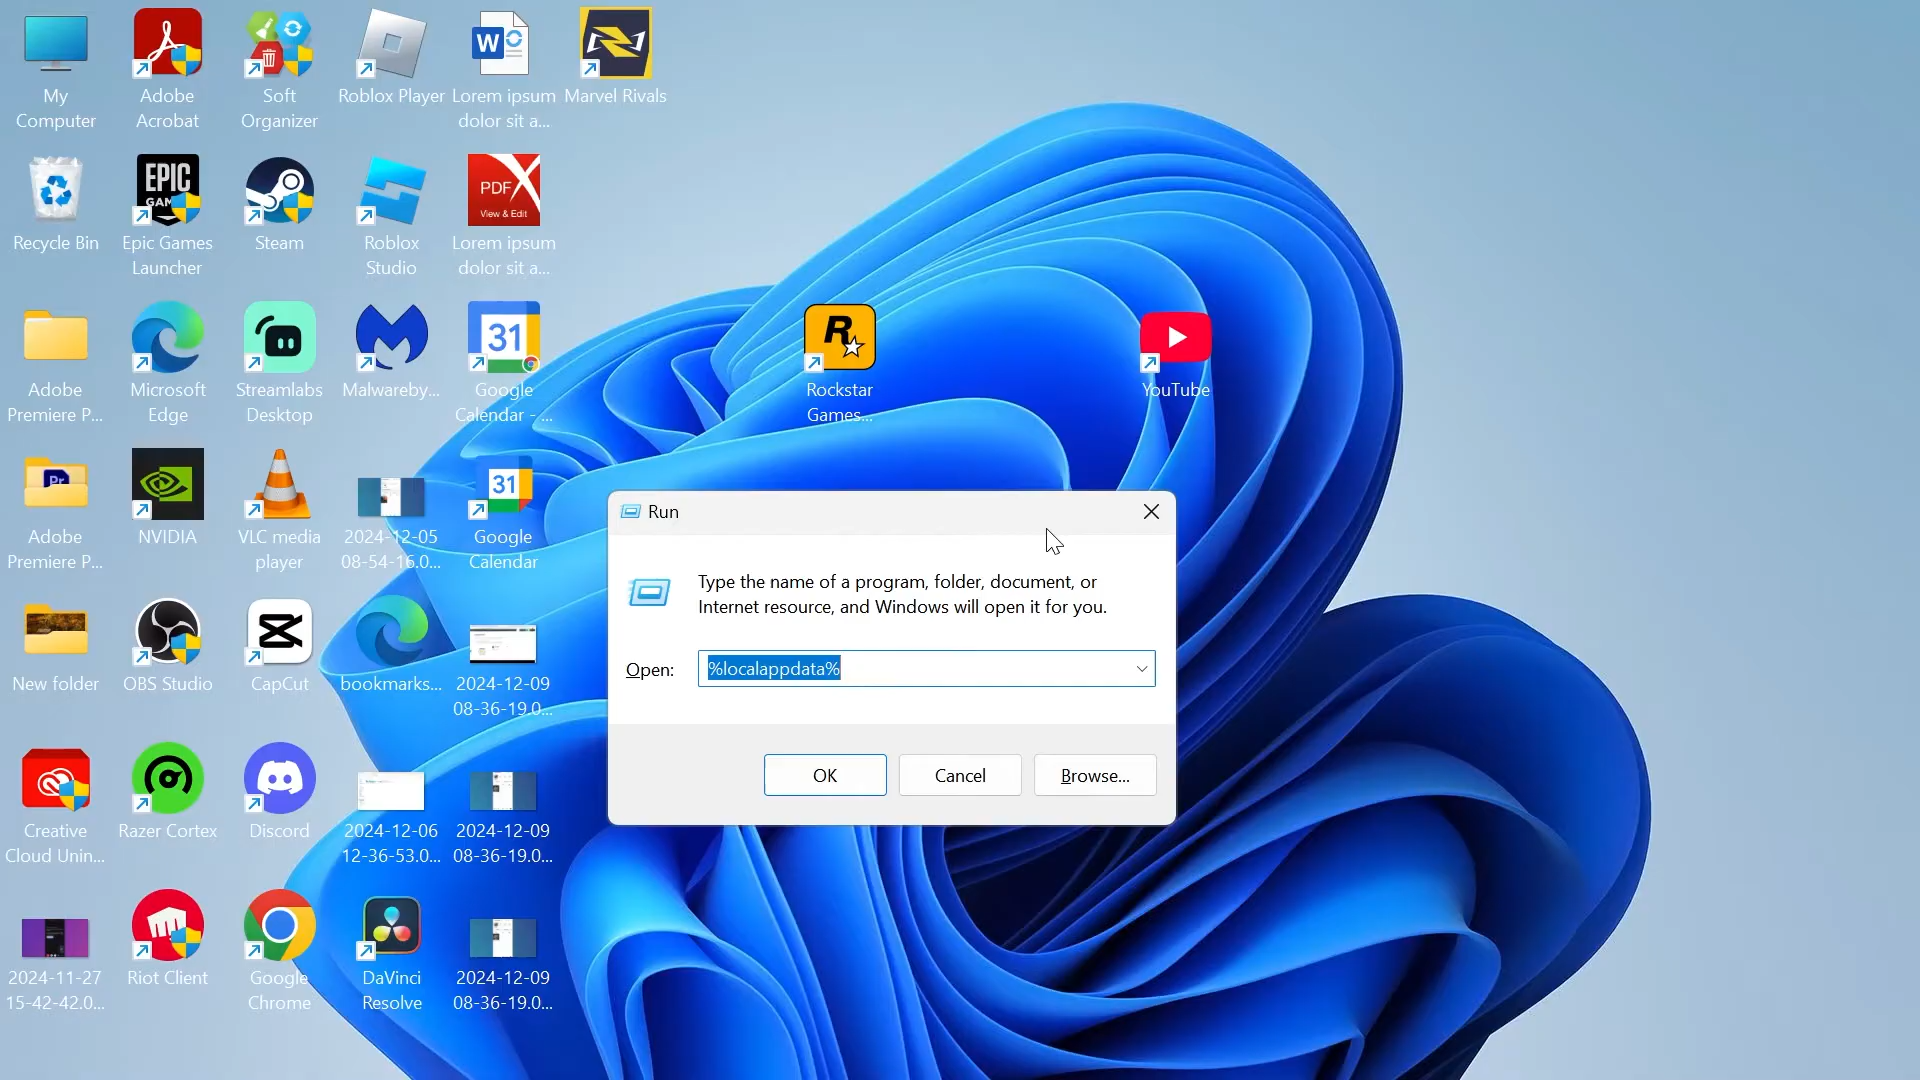 My
Computer
Adobe
Acrobat
Soft
Organizer
Roblox Player
W
Lorem ipsum
dolor sit a...
Marvel Rivals
Recycle Bin
EPIC
Epic Games
Launcher
Steam
Roblox
Studio
PDF
View & Edit
Lorem ipsum
dolor sit a...
Adobe
Premiere P...
Microsoft
Edge
Streamlabs
Desktop
Malwareby...
31
Google
Calendar - ...
R
Rockstar
Games...
YouTube
Pr
Adobe
Premiere P...
NVIDIA
VLC media
player
2024-12-05
08-54-16.0...
31
Google
Calendar
New folder
OBS Studio
CapCut
bookmarks...
2024-12-09
08-36-19.0...
Creative
Cloud Unin...
Razer Cortex
Discord
2024-12-06
12-36-53.0...
2024-12-09
08-36-19.0...
2024-11-27
15-42-42.0...
Riot Client
Google
Chrome
DaVinci
Resolve
2024-12-09
08-36-19.0...
Run
Type the name of a program, folder, document, or
Internet resource, and Windows will open it for you.
Open:
%localappdata%
OK
Cancel
Browse...